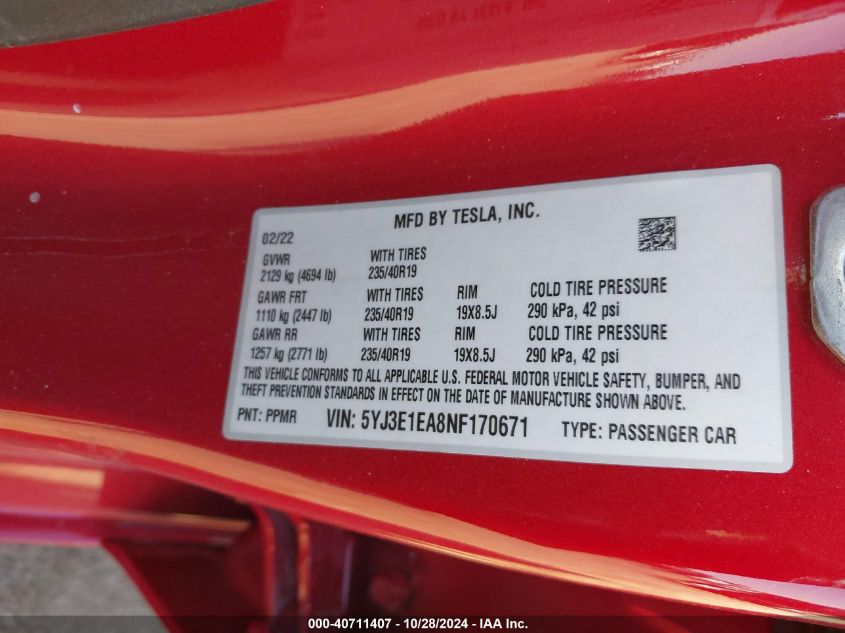 MFD BY TESLA, INC.
02/22
GVWR WITH TIRES
2129 kg (4694 lb) 235/40R19
GAWR FRT WITH TIRES RIM COLD TIRE PRESSURE
1110 kg (2447 lb) 235/40R19 19X8.5J 290 kPa, 42 psi
GAWR RR WITH TIRES RIM COLD TIRE PRESSURE
1257 kg (2771 lb) 235/40R19 19X8.5J 290 kPa, 42 psi
THIS VEHICLE CONFORMS TO ALL APPLICABLE U.S. FEDERAL MOTOR VEHICLE SAFETY, BUMPER, AND
THEFT PREVENTION STANDARDS IN EFFECT ON THE DATE OF MANUFACTURE SHOWN ABOVE.
PNT: PPMR VIN: 5YJ3E1EA8NF170671 TYPE: PASSENGER CAR
000-40711407 - 10/28/2024 - IAA Inc.